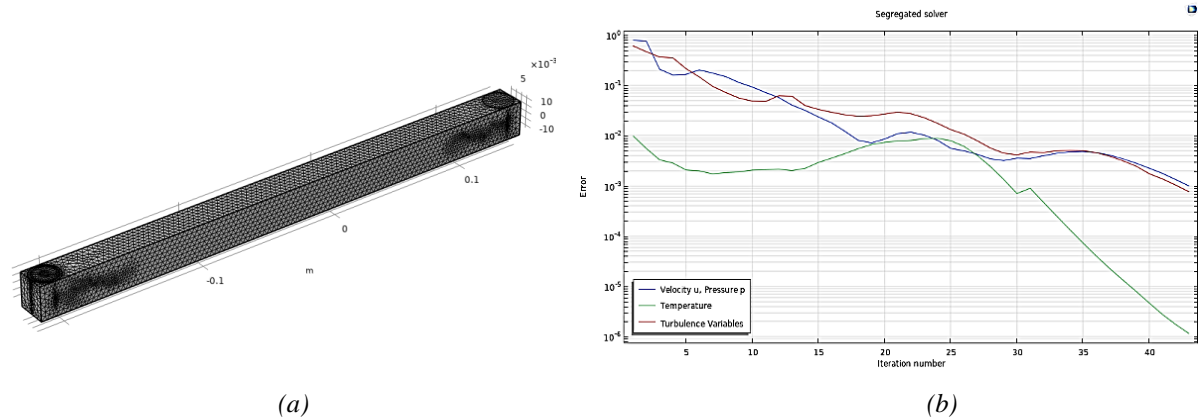 ×10⁻³
5
10
0
-10
0.1
0
-0.1
m
(a)
Segregated solver
10⁰
10⁻¹
10⁻²
10⁻³
10⁻⁴
10⁻⁵
10⁻⁶
Error
Velocity u, Pressure p
Temperature
Turbulence Variables
5 10 15 20 25 30 35 40
Iteration number
(b)